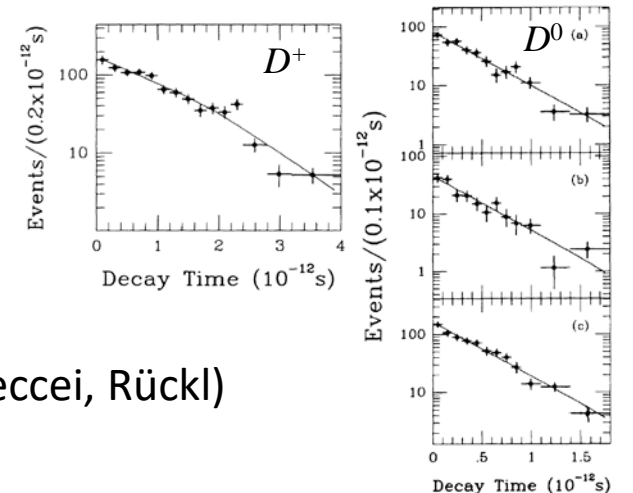 D⁺
Events/(0.2x10⁻¹²s)
100
10
0 1 2 3 4
Decay Time (10⁻¹²s)
D⁰
Events/(0.1x10⁻¹²s)
(a)
100
10
1
(b)
100
10
1
(c)
100
10
0 .5 1 1.5
Decay Time (10⁻¹²s)
eccei, Rückl)